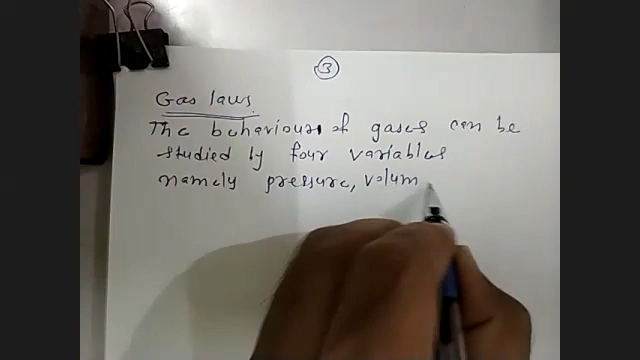 3
Gas laws.
The behaviour of gases can be
studied by four variables
namely pressure, volum